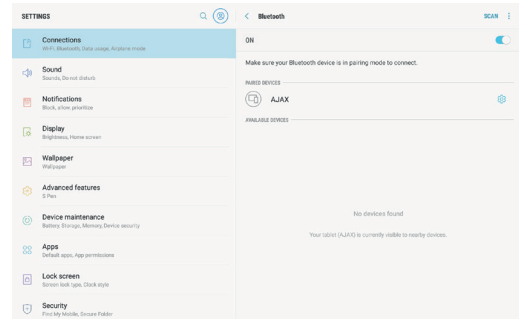 SETTINGS
Connections
Wi-Fi, Bluetooth, Data usage, Airplane mode
Sound
Sounds, Do not disturb
Notifications
Block, allow, prioritize
Display
Brightness, Home screen
Wallpaper
Wallpaper
Advanced features
S Pen
Device maintenance
Battery, Storage, Memory, Device security
Apps
Default apps, App permissions
Lock screen
Screen lock type, Clock style
Security
Find My Mobile, Secure Folder
Bluetooth
SCAN
ON
Make sure your Bluetooth device is in pairing mode to connect.
PAIRED DEVICES
AJAX
AVAILABLE DEVICES
No devices found
Your tablet (AJAX) is currently visible to nearby devices.